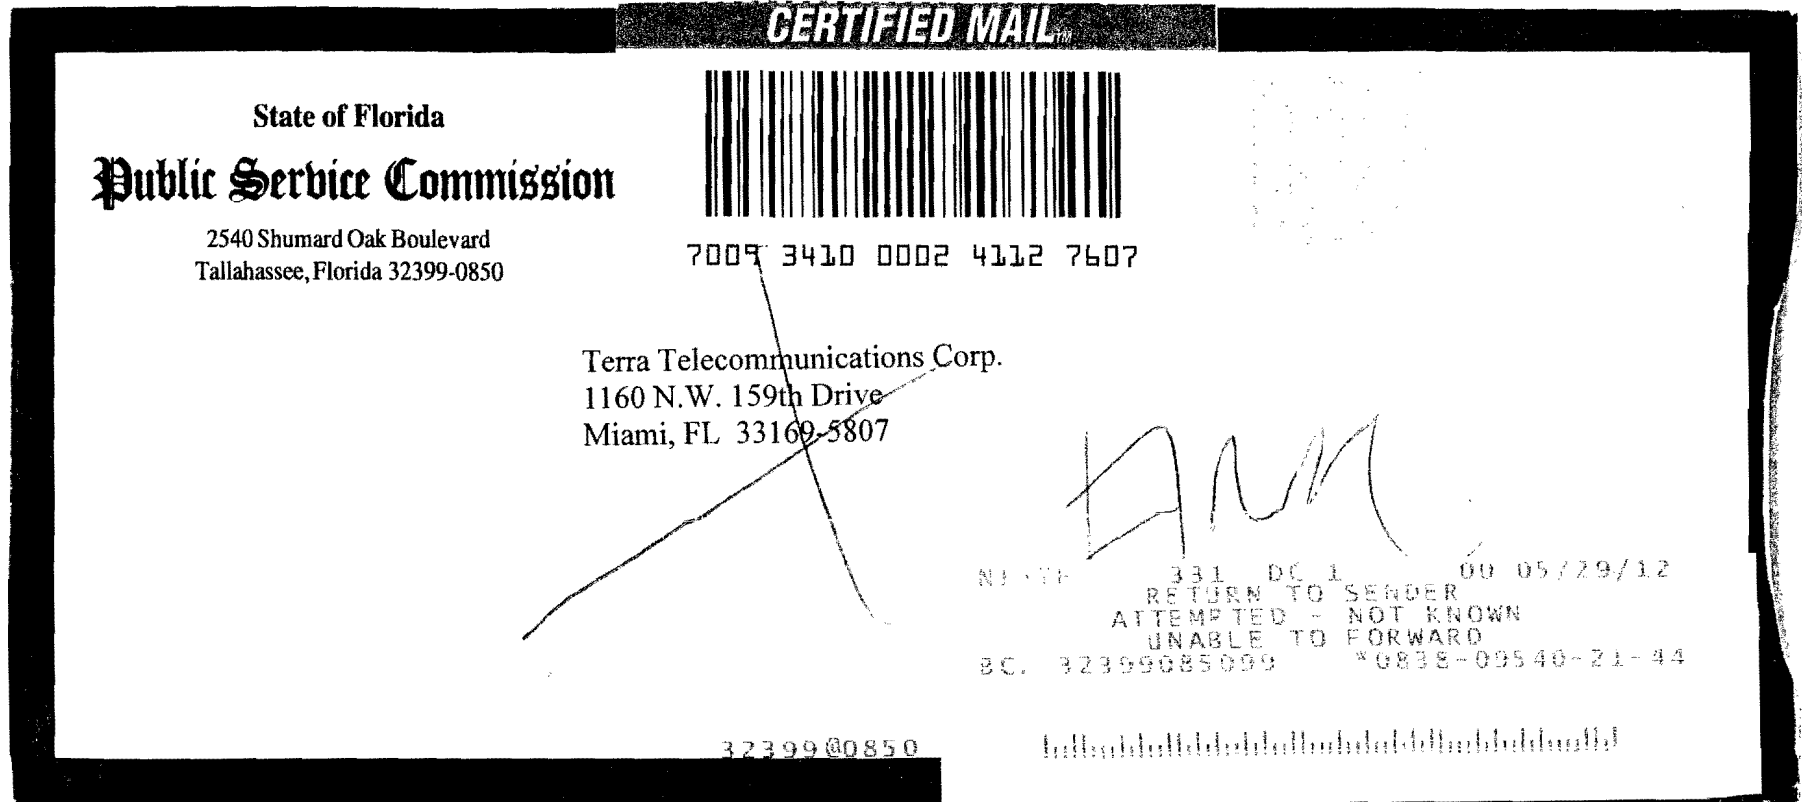 CERTIFIED MAIL™
State of Florida
Public Service Commission
2540 Shumard Oak Boulevard
Tallahassee, Florida 32399-0850
7009 3410 0002 4112 7607
Terra Telecommunications Corp.
1160 N.W. 159th Drive
Miami, FL 33169-5807
331 DC 1 00 05/29/12
RETURN TO SENDER
ATTEMPTED - NOT KNOWN
UNABLE TO FORWARD
BC: 32399085099 *0838-09540-21-44
32399@0850